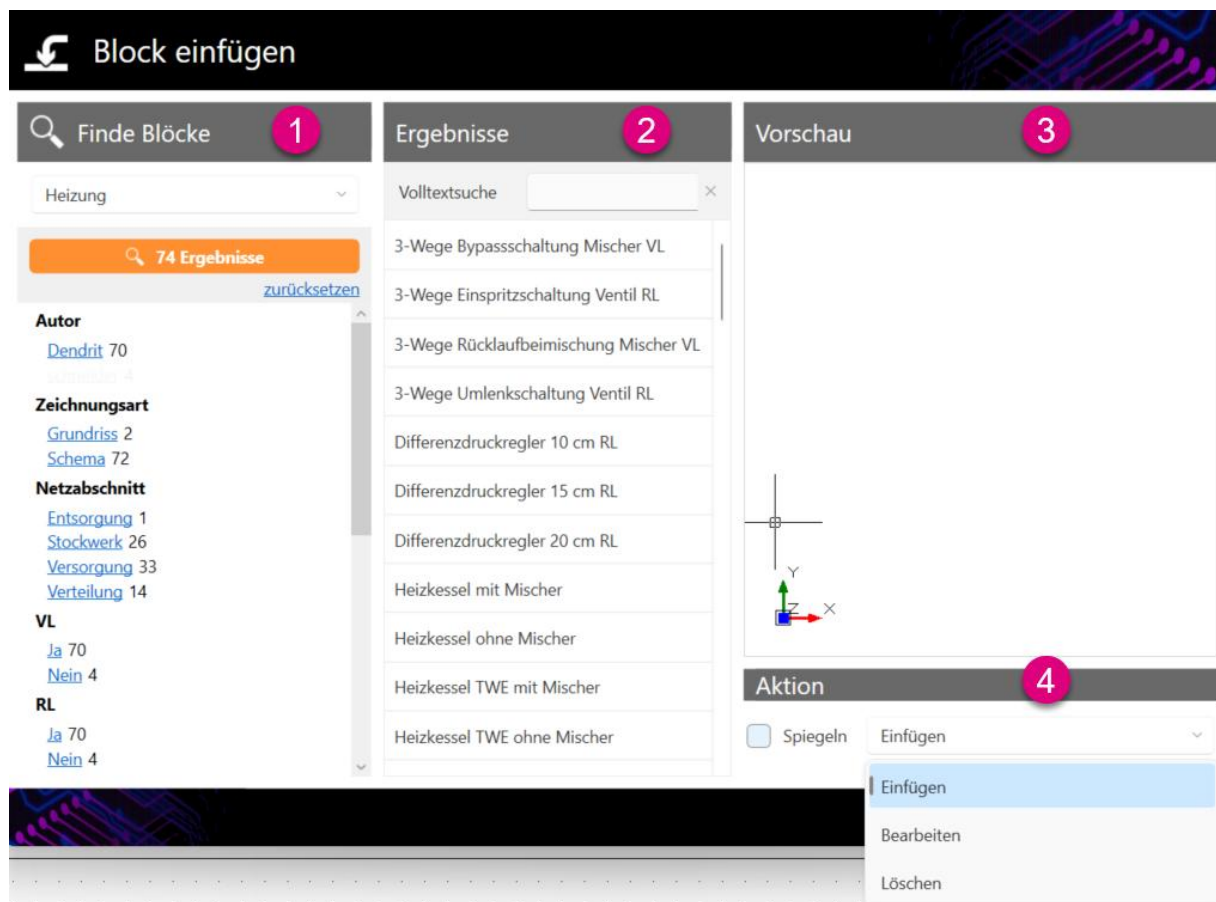 Block einfügen
Finde Blöcke 1
Heizung
74 Ergebnisse
zurücksetzen
Autor
Dendrit 70
Zeichnungsart
Grundriss 2
Schema 72
Netzabschnitt
Entsorgung 1
Stockwerk 26
Versorgung 33
Verteilung 14
VL
Ja 70
Nein 4
RL
Ja 70
Nein 4
Ergebnisse 2
Volltextsuche
3-Wege Bypassschaltung Mischer VL
3-Wege Einspritzschaltung Ventil RL
3-Wege Rücklaufbeimischung Mischer VL
3-Wege Umlenkschaltung Ventil RL
Differenzdruckregler 10 cm RL
Differenzdruckregler 15 cm RL
Differenzdruckregler 20 cm RL
Heizkessel mit Mischer
Heizkessel ohne Mischer
Heizkessel TWE mit Mischer
Heizkessel TWE ohne Mischer
Vorschau 3
Y
Z X
Aktion 4
Spiegeln Einfügen
Einfügen
Bearbeiten
Löschen